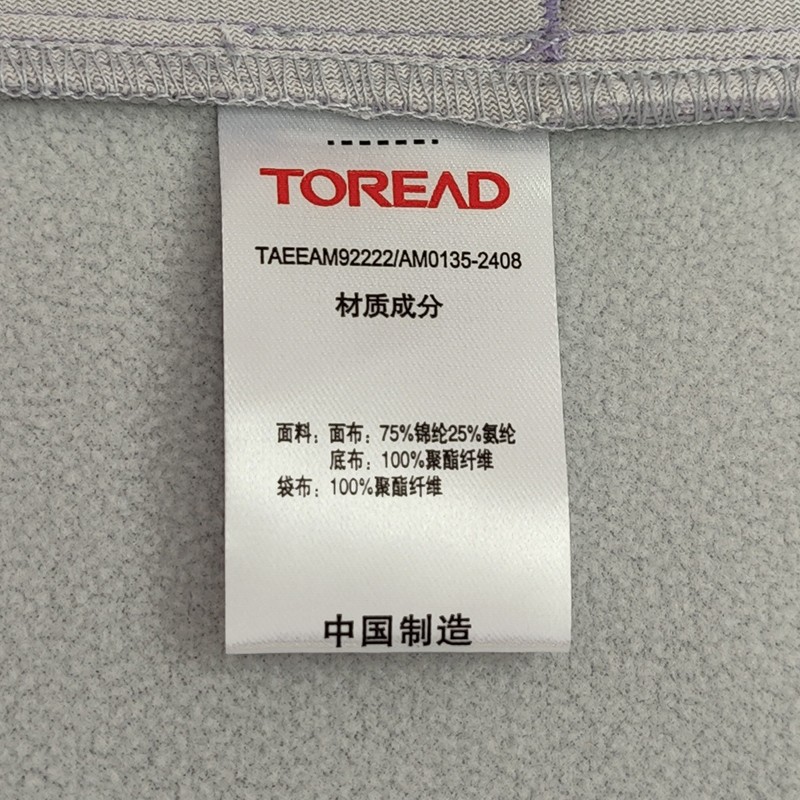 TOREAD
TAEEAM92222/AM0135-2408
材质成分
面料：面布：75%锦纶25%氨纶
底布：100%聚酯纤维
袋布：100%聚酯纤维
中国制造